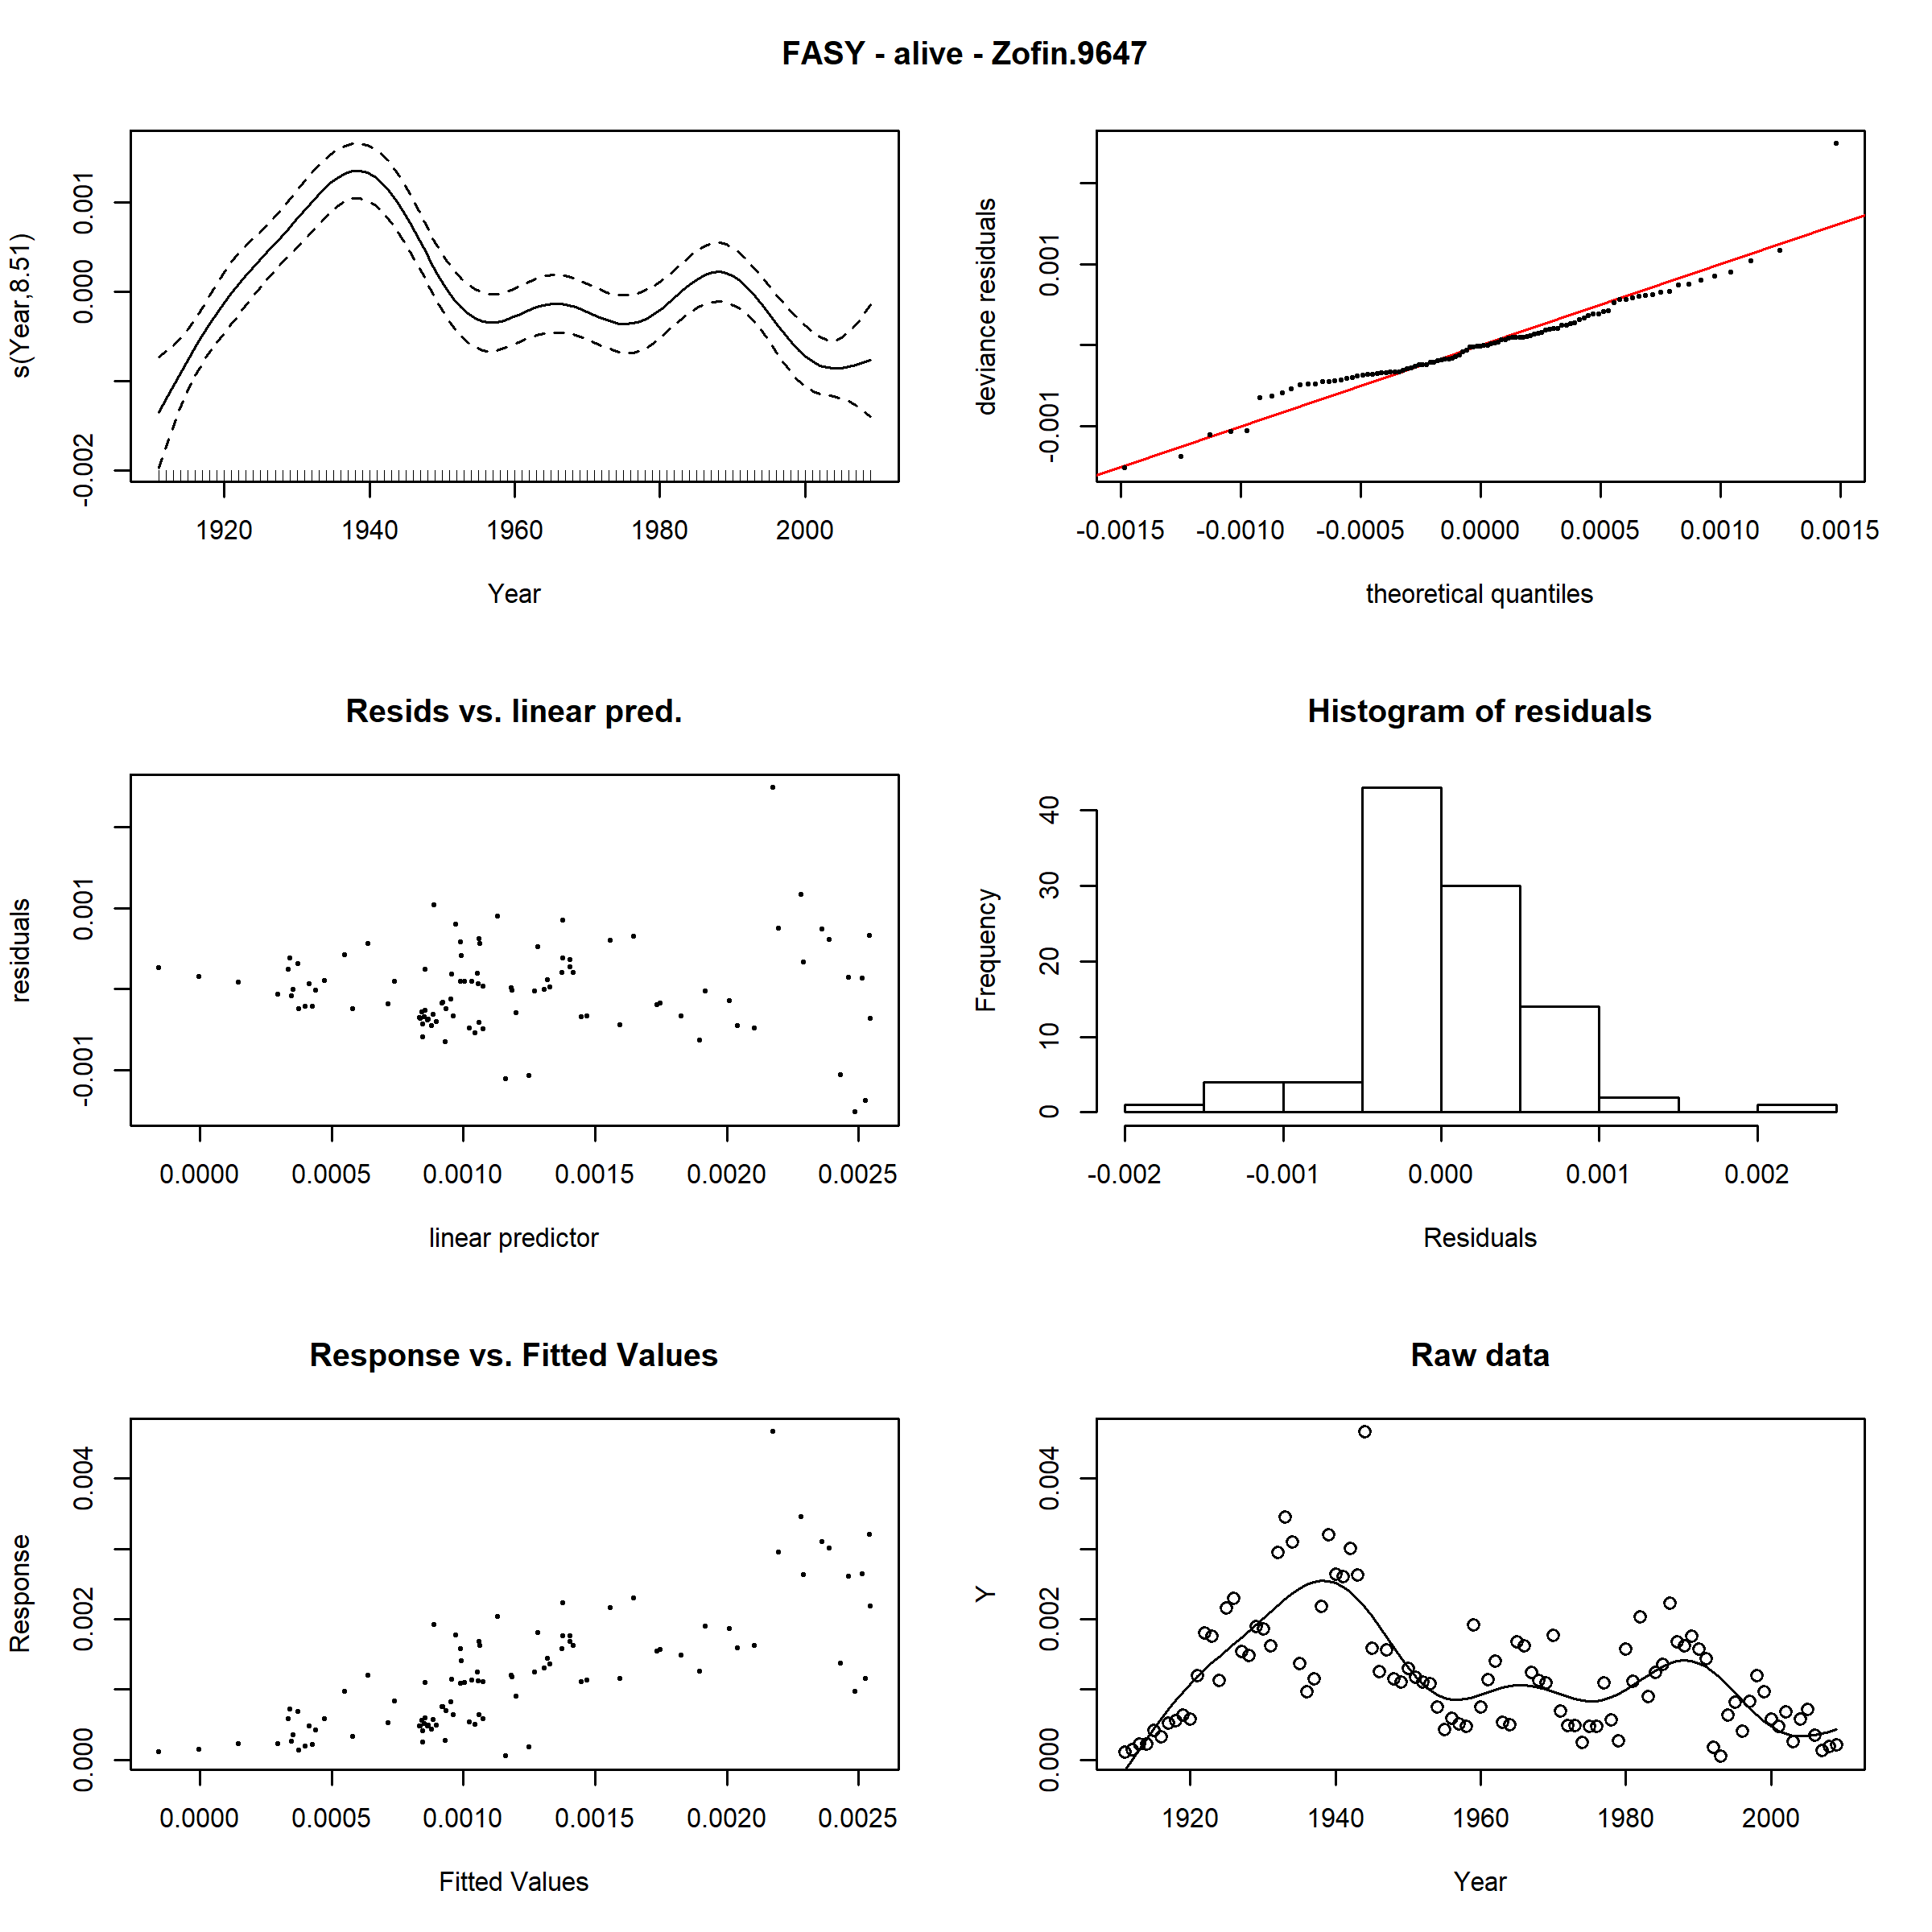 FASY - alive - Zofin.9647
s(Year,8.51)
0.001
0.000
-0.002
1920 1940 1960 1980 2000
Year
deviance residuals
0.001
-0.001
-0.0015 -0.0010 -0.0005 0.0000 0.0005 0.0010 0.0015
theoretical quantiles
Resids vs. linear pred.
residuals
0.001
-0.001
0.0000 0.0005 0.0010 0.0015 0.0020 0.0025
linear predictor
Histogram of residuals
Frequency
40
30
20
10
0
-0.002 -0.001 0.000 0.001 0.002
Residuals
Response vs. Fitted Values
Response
0.004
0.002
0.000
0.0000 0.0005 0.0010 0.0015 0.0020 0.0025
Fitted Values
Raw data
Y
0.004
0.002
0.000
1920 1940 1960 1980 2000
Year